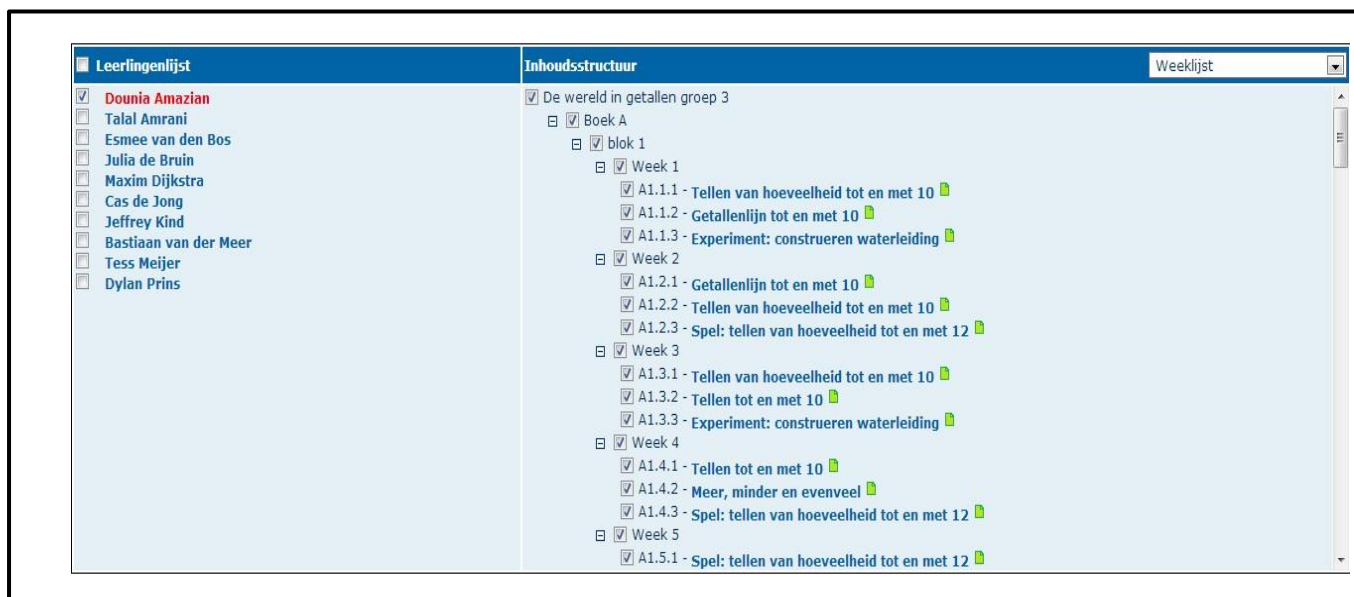 Leerlingenlijst
Dounia Amazian
Talal Amrani
Esmee van den Bos
Julia de Bruin
Maxim Dijkstra
Cas de Jong
Jeffrey Kind
Bastiaan van der Meer
Tess Meijer
Dylan Prins
Inhoudsstructuur
Weeklijst
De wereld in getallen groep 3
Boek A
blok 1
Week 1
A1.1.1 - Tellen van hoeveelheid tot en met 10
A1.1.2 - Getallenlijn tot en met 10
A1.1.3 - Experiment: construeren waterleiding
Week 2
A1.2.1 - Getallenlijn tot en met 10
A1.2.2 - Tellen van hoeveelheid tot en met 10
A1.2.3 - Spel: tellen van hoeveelheid tot en met 12
Week 3
A1.3.1 - Tellen van hoeveelheid tot en met 10
A1.3.2 - Tellen tot en met 10
A1.3.3 - Experiment: construeren waterleiding
Week 4
A1.4.1 - Tellen tot en met 10
A1.4.2 - Meer, minder en evenveel
A1.4.3 - Spel: tellen van hoeveelheid tot en met 12
Week 5
A1.5.1 - Spel: tellen van hoeveelheid tot en met 12